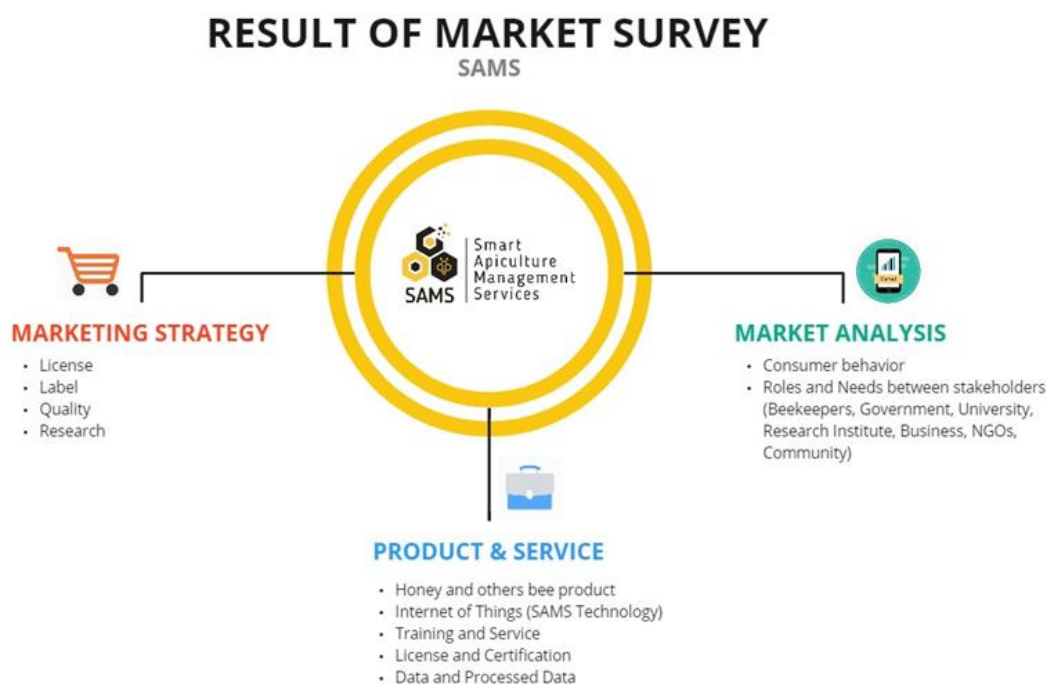 RESULT OF MARKET SURVEY
SAMS
SAMS
Smart
Apiculture
Management
Services
MARKETING STRATEGY
• License
• Label
• Quality
• Research
MARKET ANALYSIS
• Consumer behavior
• Roles and Needs between stakeholders
(Beekeepers, Government, University,
Research Institute, Business, NGOs,
Community)
PRODUCT & SERVICE
• Honey and others bee product
• Internet of Things (SAMS Technology)
• Training and Service
• License and Certification
• Data and Processed Data